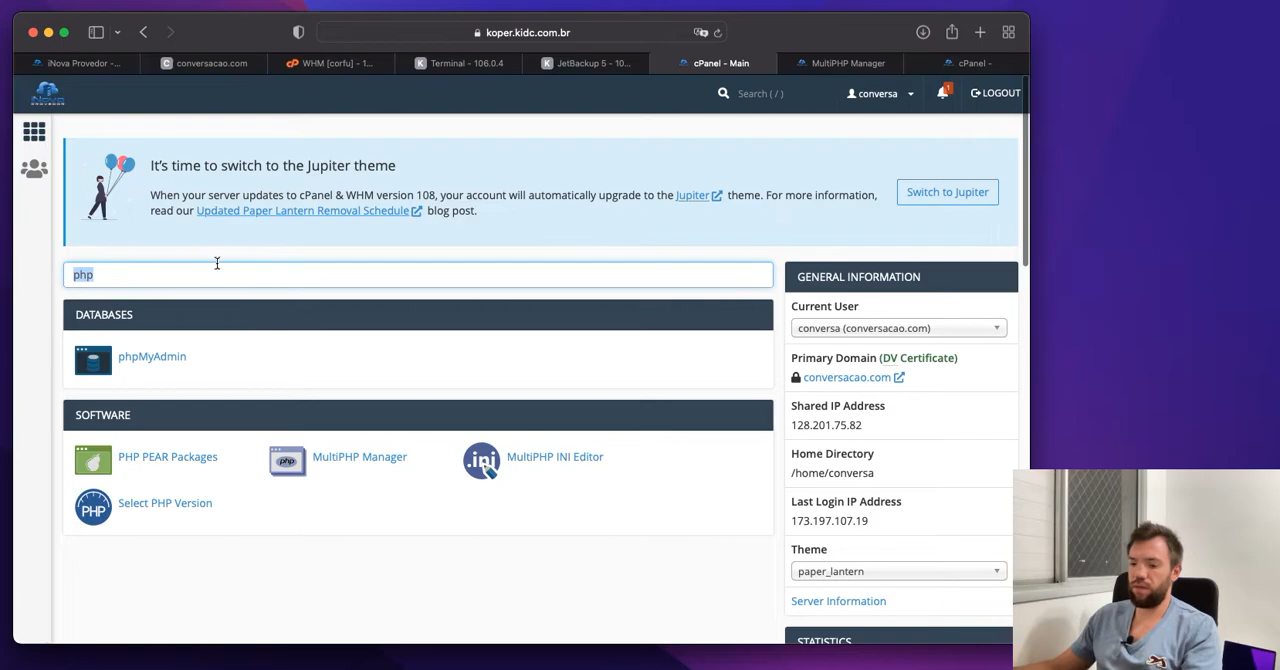 koper.kidc.com.br
iNova Provedor -...
conversacao.com
WHM [corfu] - 1...
Terminal - 106.0.4
JetBackup 5 - 10...
cPanel - Main
MultiPHP Manager
cPanel -
Search ( / )
conversa
1
LOGOUT
It's time to switch to the Jupiter theme
When your server updates to cPanel & WHM version 108, your account will automatically upgrade to the Jupiter theme. For more information,
read our Updated Paper Lantern Removal Schedule blog post.
Switch to Jupiter
php
DATABASES
phpMyAdmin
SOFTWARE
PHP PEAR Packages
php
MultiPHP Manager
.ini
MultiPHP INI Editor
PHP
Select PHP Version
GENERAL INFORMATION
Current User
conversa (conversacao.com)
Primary Domain (DV Certificate)
conversacao.com
Shared IP Address
128.201.75.82
Home Directory
/home/conversa
Last Login IP Address
173.197.107.19
Theme
paper_lantern
Server Information
STATISTICS